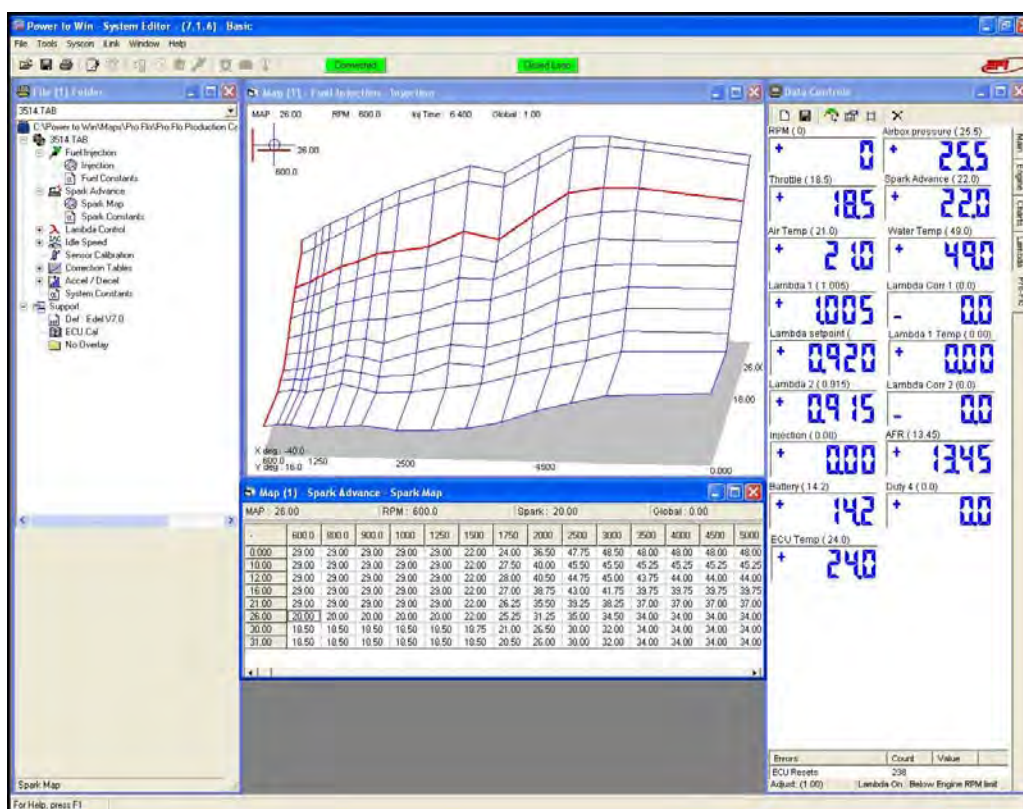 Power to Win - System Editor - (7.1.6) - Basic
File Tools Syscon iLink Window Help
Connected
Closed Loop
EFI
File (1) Folder
3514.TAB
C:\Power to Win\Maps\Pro Flo\Pro Flo Production Ca
3514.TAB
Fuel Injection
Injection
Fuel Constants
Spark Advance
Spark Map
Spark Constants
Lambda Control
Idle Speed
Sensor Calibration
Correction Tables
Accel / Decel
System Constants
Support
Def : Edel V7.0
ECU.Cal
No Overlay
Spark Map
Map (1) - Fuel Injection - Injection
MAP 26.00 RPM 600.0 Inj Time : 6.400 Global : 1.00
26.00
600.0
26.00
18.00
X deg : -40.0
Y deg : 16.0
600.0 1250 2500 4500 0.000
Map (1) - Spark Advance - Spark Map
MAP : 26.00 RPM : 600.0 Spark : 20.00 Global : 0.00
- 600.0 800.0 900.0 1000 1250 1500 1750 2000 2500 3000 3500 4000 4500 5000
0.000 29.00 29.00 29.00 29.00 29.00 22.00 24.00 36.50 47.75 48.50 48.00 48.00 48.00 48.00
10.00 29.00 29.00 29.00 29.00 29.00 22.00 27.50 40.00 45.50 45.50 45.25 45.25 45.25 45.25
12.00 29.00 29.00 29.00 29.00 29.00 22.00 28.00 40.50 44.75 45.00 43.75 44.00 44.00 44.00
16.00 29.00 29.00 29.00 29.00 29.00 22.00 27.00 38.75 43.00 41.75 39.75 39.75 39.75 39.75
21.00 29.00 29.00 29.00 29.00 29.00 22.00 26.25 35.50 39.25 38.25 37.00 37.00 37.00 37.00
26.00 20.00 20.00 20.00 20.00 20.00 22.00 25.25 31.25 35.00 34.50 34.00 34.00 34.00 34.00
30.00 18.50 18.50 18.50 18.50 18.50 18.75 21.00 26.50 30.00 32.00 34.00 34.00 34.00 34.00
31.00 18.50 18.50 18.50 18.50 18.50 18.50 20.50 26.00 30.00 32.00 34.00 34.00 34.00 34.00
Data Controls
RPM ( 0) Airbox pressure ( 25.5)
+ 0 + 25.5
Throttle ( 18.5) Spark Advance ( 22.0)
+ 18.5 + 22.0
Air Temp ( 21.0) Water Temp ( 49.0)
+ 21.0 + 49.0
Lambda 1 ( 1.005) Lambda Corr 1 (0.0)
+ 1.005 - 0.0
Lambda setpoint ( Lambda 1 Temp ( 0.00)
+ 0.920 + 0.00
Lambda 2 ( 0.915) Lambda Corr 2 (0.0)
+ 0.915 - 0.0
Injection ( 0.00) AFR ( 13.45)
+ 0.00 + 13.45
Battery ( 14.2) Duty 4 ( 0.0)
+ 14.2 + 0.0
ECU Temp ( 24.0)
+ 24.0
Main
Engine
Charts
Lambda
Errors Count Value
ECU Resets 238
Adjust: (1.00) Lambda On : Below Engine RPM limit
For Help, press F1